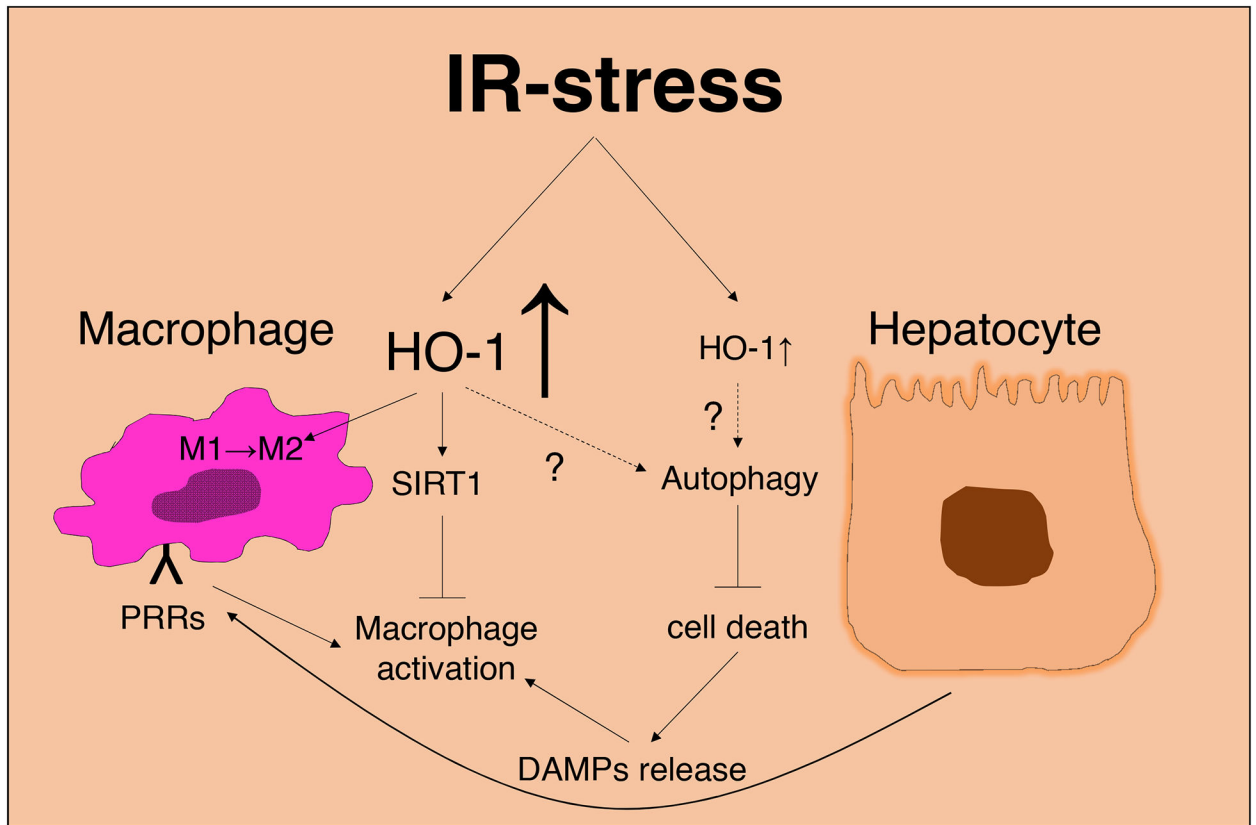 IR-stress
Macrophage
HO-1↑
HO-1↑
Hepatocyte
M1→M2
SIRT1
?
?
Autophagy
PRRs
Macrophage
activation
cell death
DAMPs release